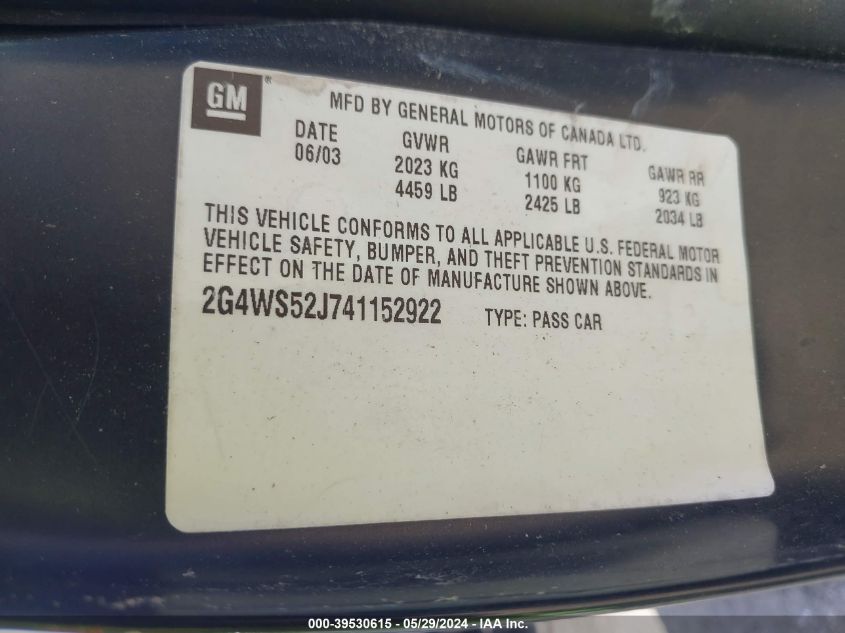 GM®
MFD BY GENERAL MOTORS OF CANADA LTD.
DATE GVWR GAWR FRT GAWR RR
06/03 2023 KG 1100 KG 923 KG
4459 LB 2425 LB 2034 LB
THIS VEHICLE CONFORMS TO ALL APPLICABLE U.S. FEDERAL MOTOR
VEHICLE SAFETY, BUMPER, AND THEFT PREVENTION STANDARDS IN
EFFECT ON THE DATE OF MANUFACTURE SHOWN ABOVE.
2G4WS52J741152922 TYPE: PASS CAR
000-39530615 - 05/29/2024 - IAA Inc.